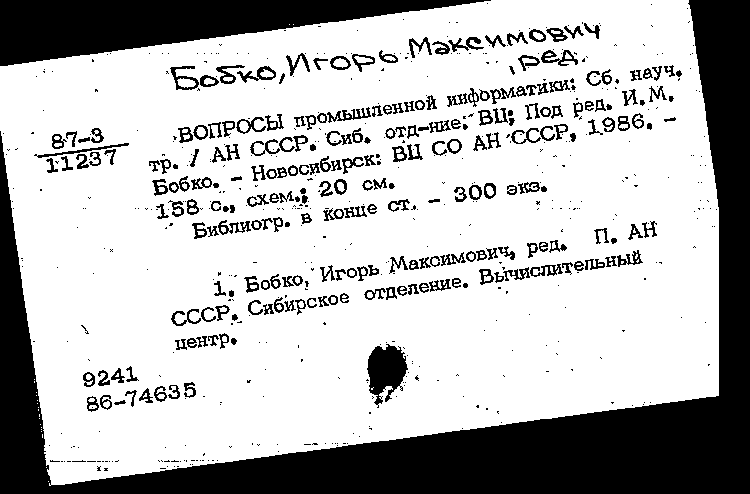 Бобко, Игорь Максимович
, ред.
87-3
11237
ВОПРОСЫ промышленной информатики: Сб. науч.
тр. / АН СССР. Сиб. отд-ние. ВЦ; Под ред. И.М.
Бобко. - Новосибирск: ВЦ СО АН СССР, 1986. -
158 с., схем.; 20 см.
Библиогр. в конце ст. - 300 экз.
1. Бобко, Игорь Максимович, ред. П. АН
СССР. Сибирское отделение. Вычислительный
центр.
9241
86-74635